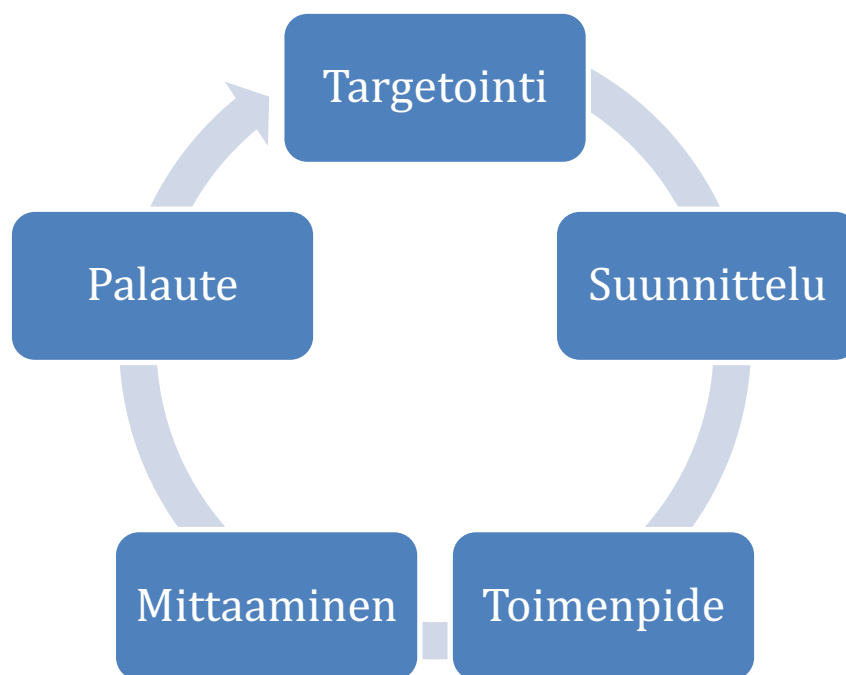 Targetointi
Suunnittelu
Toimenpide
Mittaaminen
Palaute